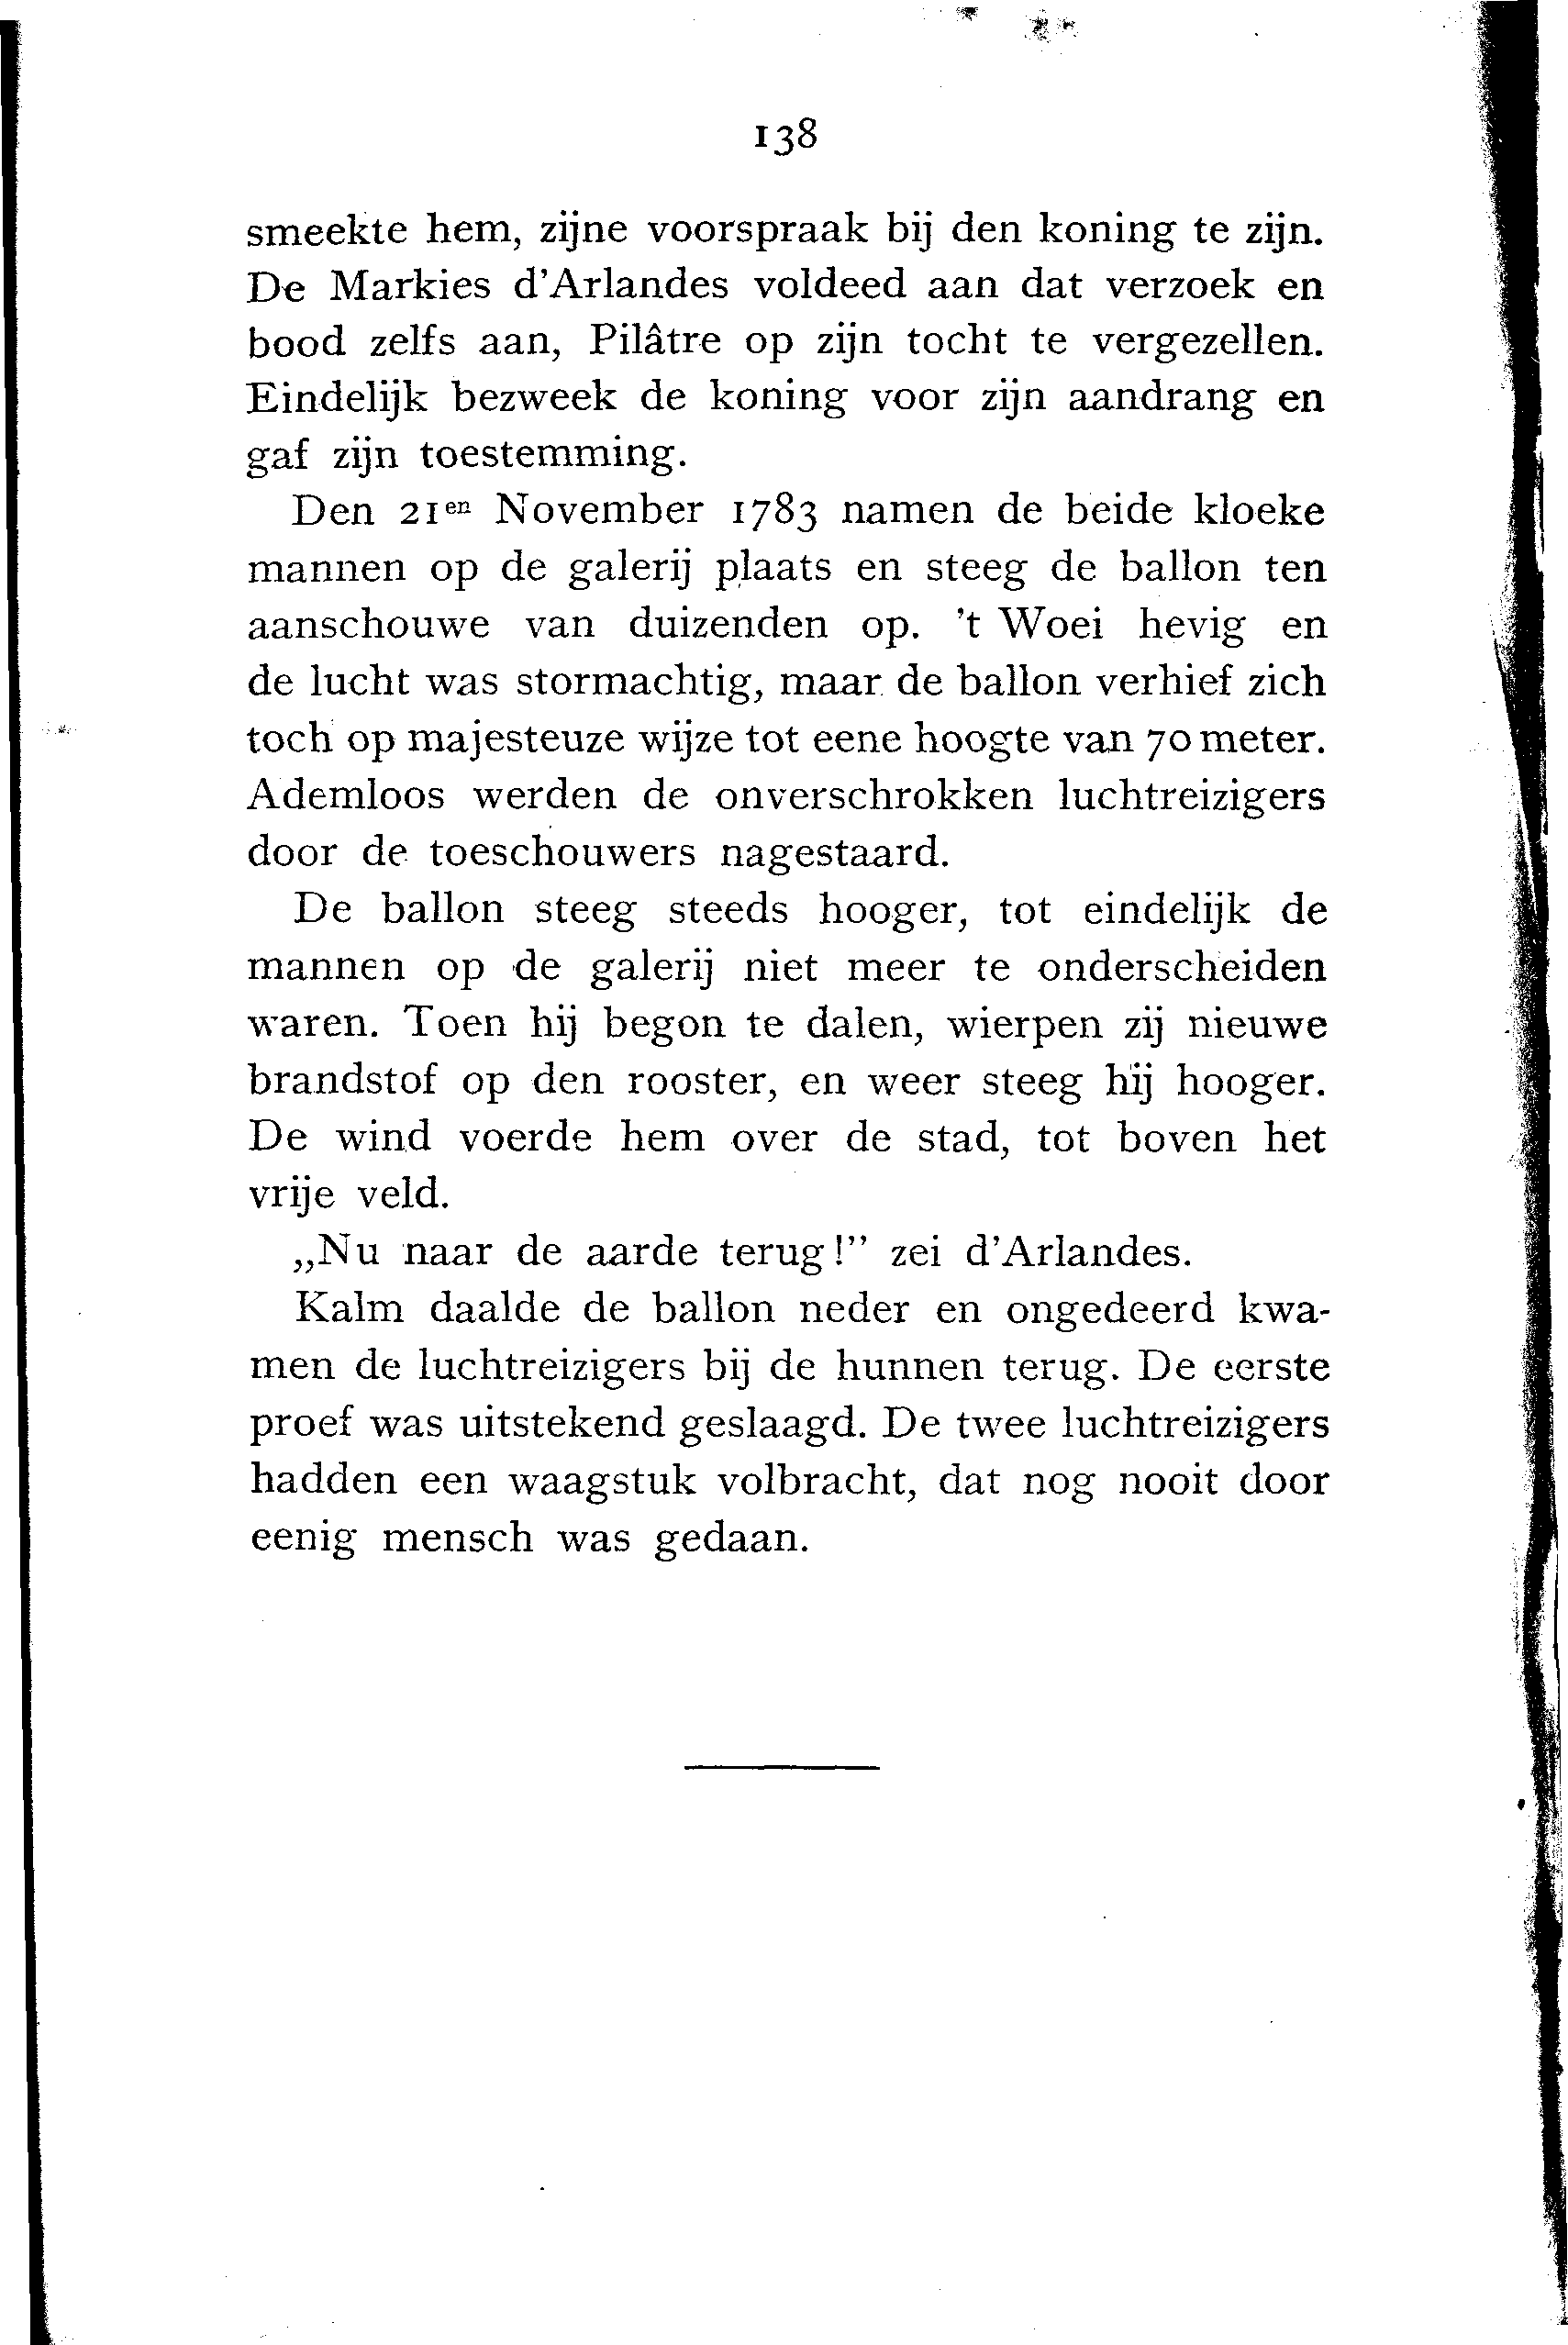 138
smeekte hem, zijne voorspraak bij den koning te zijn.
De Markies d'Arlandes voldeed aan dat verzoek en
bood zelfs aan, Pilâtre op zijn tocht te vergezellen.
Eindelijk bezweek de koning voor zijn aandrang en
gaf zijn toestemming.
Den 21en November 1783 namen de beide kloeke
mannen op de galerij plaats en steeg de ballon ten
aanschouwe van duizenden op. 't Woei hevig en
de lucht was stormachtig, maar de ballon verhief zich
toch op majesteuze wijze tot eene hoogte van 70 meter.
Ademloos werden de onverschrokken luchtreizigers
door de toeschouwers nagestaard.
De ballon steeg steeds hooger, tot eindelijk de
mannen op de galerij niet meer te onderscheiden
waren. Toen hij begon te dalen, wierpen zij nieuwe
brandstof op den rooster, en weer steeg hij hooger.
De wind voerde hem over de stad, tot boven het
vrije veld.
„Nu naar de aarde terug!” zei d'Arlandes.
Kalm daalde de ballon neder en ongedeerd kwa-
men de luchtreizigers bij de hunnen terug. De eerste
proef was uitstekend geslaagd. De twee luchtreizigers
hadden een waagstuk volbracht, dat nog nooit door
eenig mensch was gedaan.